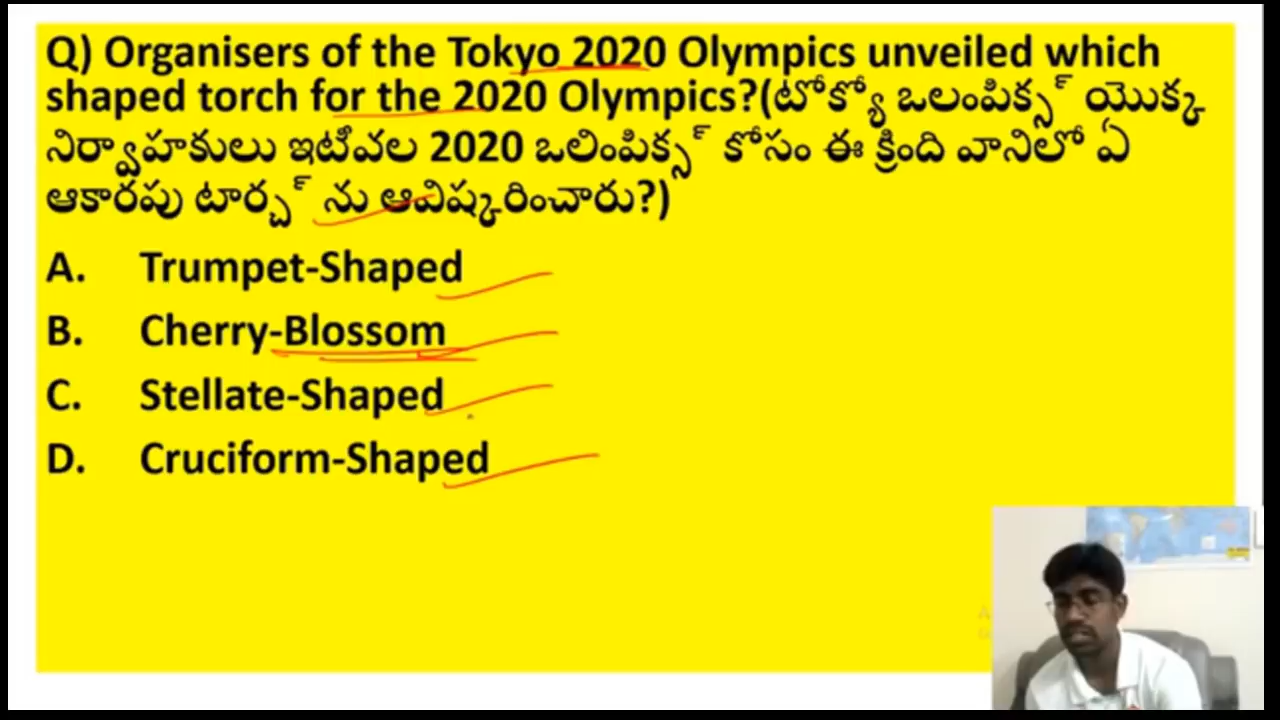 Q) Organisers of the Tokyo 2020 Olympics unveiled which
shaped torch for the 2020 Olympics?(టోక్యో ఒలంపిక్స్ యొక్క
నిర్వాహకులు ఇటీవల 2020 ఒలింపిక్స్ కోసం ఈ క్రింది వానిలో ఏ
ఆకారపు టార్చ్ ను ఆవిష్కరించారు?)
A. Trumpet-Shaped
B. Cherry-Blossom
C. Stellate-Shaped
D. Cruciform-Shaped